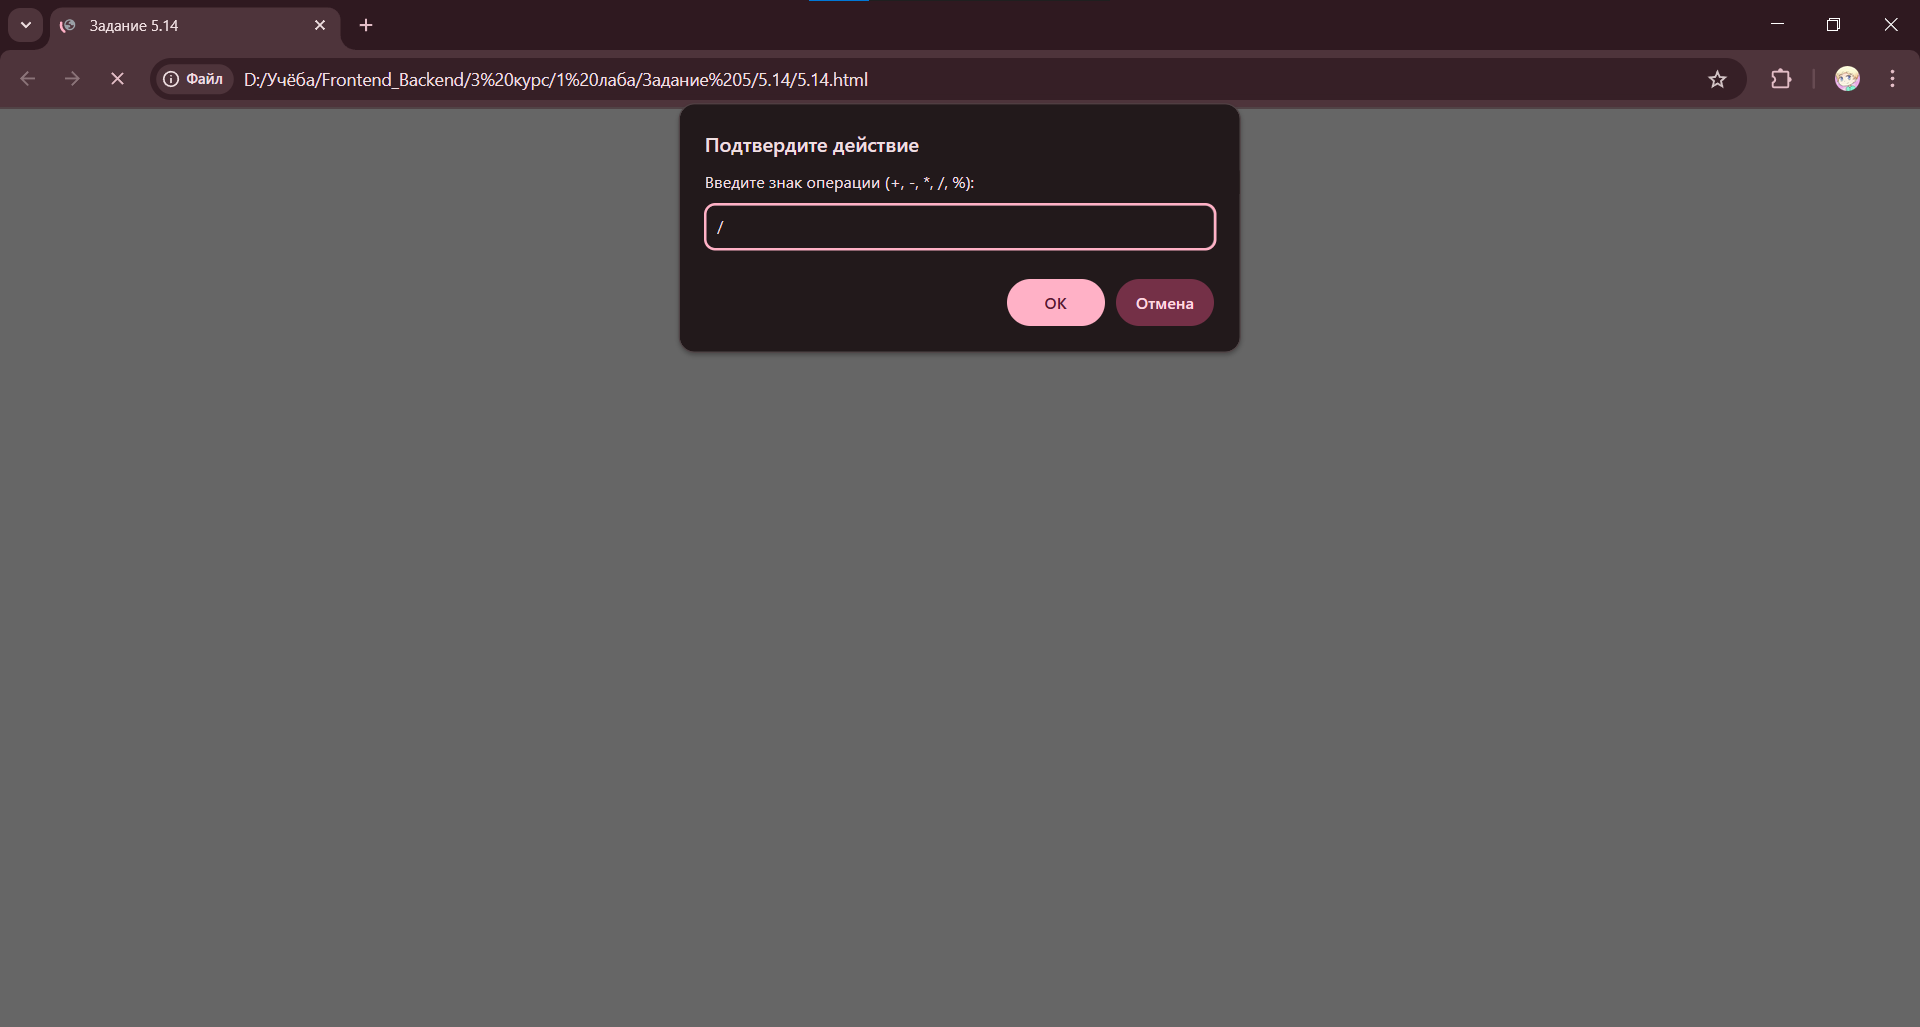 Задание 5.14
Файл D:/Учёба/Frontend_Backend/3%20курс/1%20лаба/Задание%205/5.14/5.14.html
Подтвердите действие
Введите знак операции (+, -, *, /, %):
/
ОК Отмена